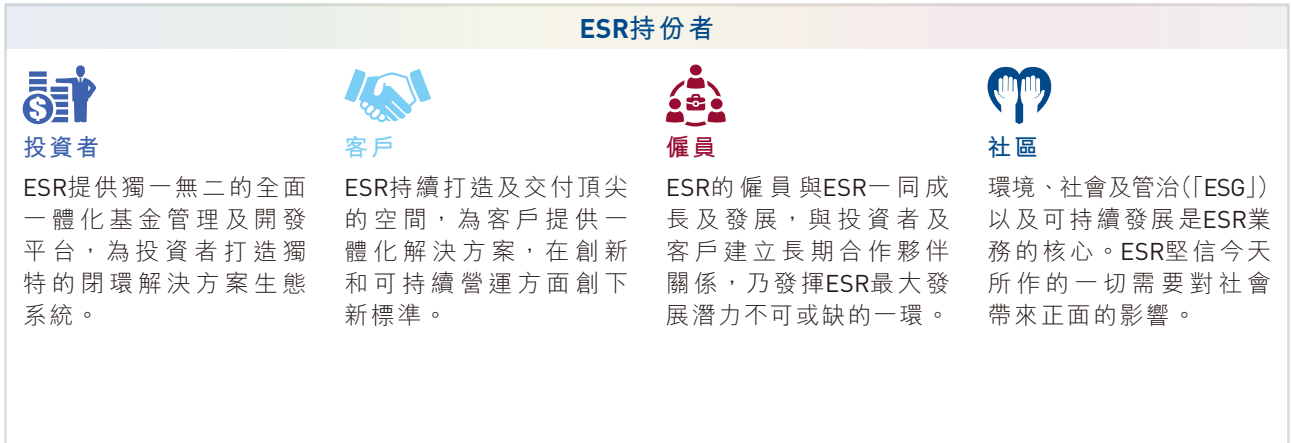 ESR持份者
投資者
ESR提供獨一無二的全面
一體化基金管理及開發
平台，為投資者打造獨
特的閉環解決方案生態
系統。
客戶
ESR持續打造及交付頂尖
的空間，為客戶提供一
體化解決方案，在創新
和可持續營運方面創下
新標準。
僱員
ESR的僱員與ESR一同成
長及發展，與投資者及
客戶建立長期合作夥伴
關係，乃發揮ESR最大發
展潛力不可或缺的一環。
社區
環境、社會及管治(「ESG」)
以及可持續發展是ESR業
務的核心。ESR堅信今天
所作的一切需要對社會
帶來正面的影響。